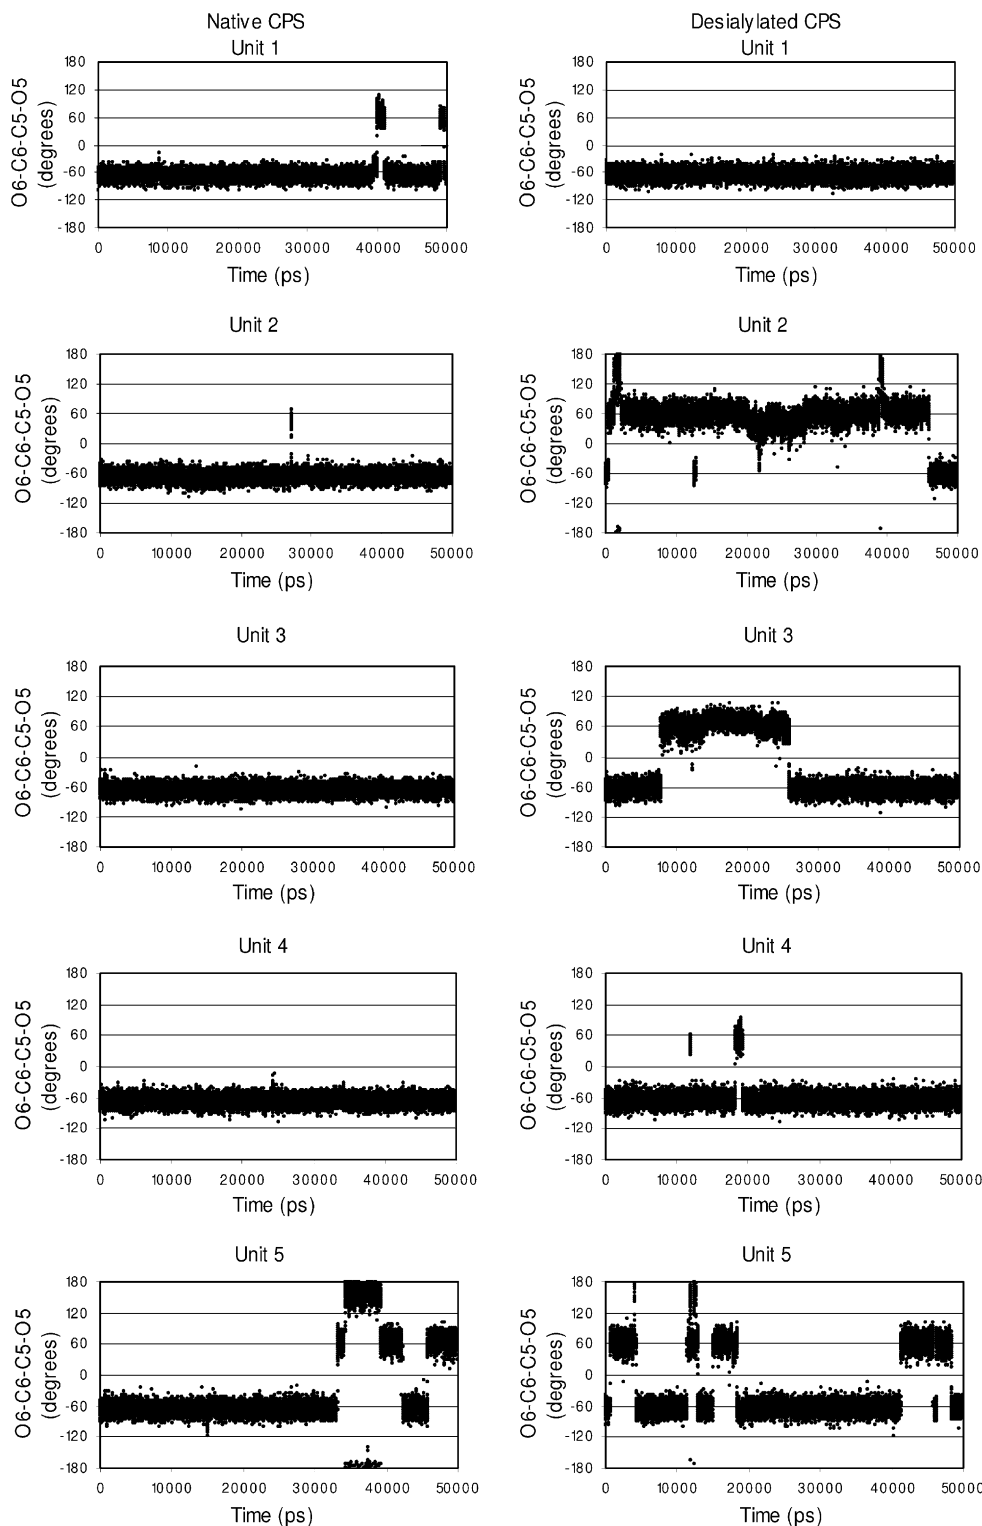 Native CPS
Unit 1
O6-C6-C5-O5
(degrees)
180
120
60
0
-60
-120
-180
0 10000 20000 30000 40000 50000
Time (ps)
Desialylated CPS
Unit 1
O6-C6-C5-O5
(degrees)
180
120
60
0
-60
-120
-180
0 10000 20000 30000 40000 50000
Time (ps)
Unit 2
O6-C6-C5-O5
(degrees)
180
120
60
0
-60
-120
-180
0 10000 20000 30000 40000 50000
Time (ps)
Unit 2
O6-C6-C5-O5
(degrees)
180
120
60
0
-60
-120
-180
0 10000 20000 30000 40000 50000
Time (ps)
Unit 3
O6-C6-C5-O5
(degrees)
180
120
60
0
-60
-120
-180
0 10000 20000 30000 40000 50000
Time (ps)
Unit 3
O6-C6-C5-O5
(degrees)
180
120
60
0
-60
-120
-180
0 10000 20000 30000 40000 50000
Time (ps)
Unit 4
O6-C6-C5-O5
(degrees)
180
120
60
0
-60
-120
-180
0 10000 20000 30000 40000 50000
Time (ps)
Unit 4
O6-C6-C5-O5
(degrees)
180
120
60
0
-60
-120
-180
0 10000 20000 30000 40000 50000
Time (ps)
Unit 5
O6-C6-C5-O5
(degrees)
180
120
60
0
-60
-120
-180
0 10000 20000 30000 40000 50000
Time (ps)
Unit 5
O6-C6-C5-O5
(degrees)
180
120
60
0
-60
-120
-180
0 10000 20000 30000 40000 50000
Time (ps)